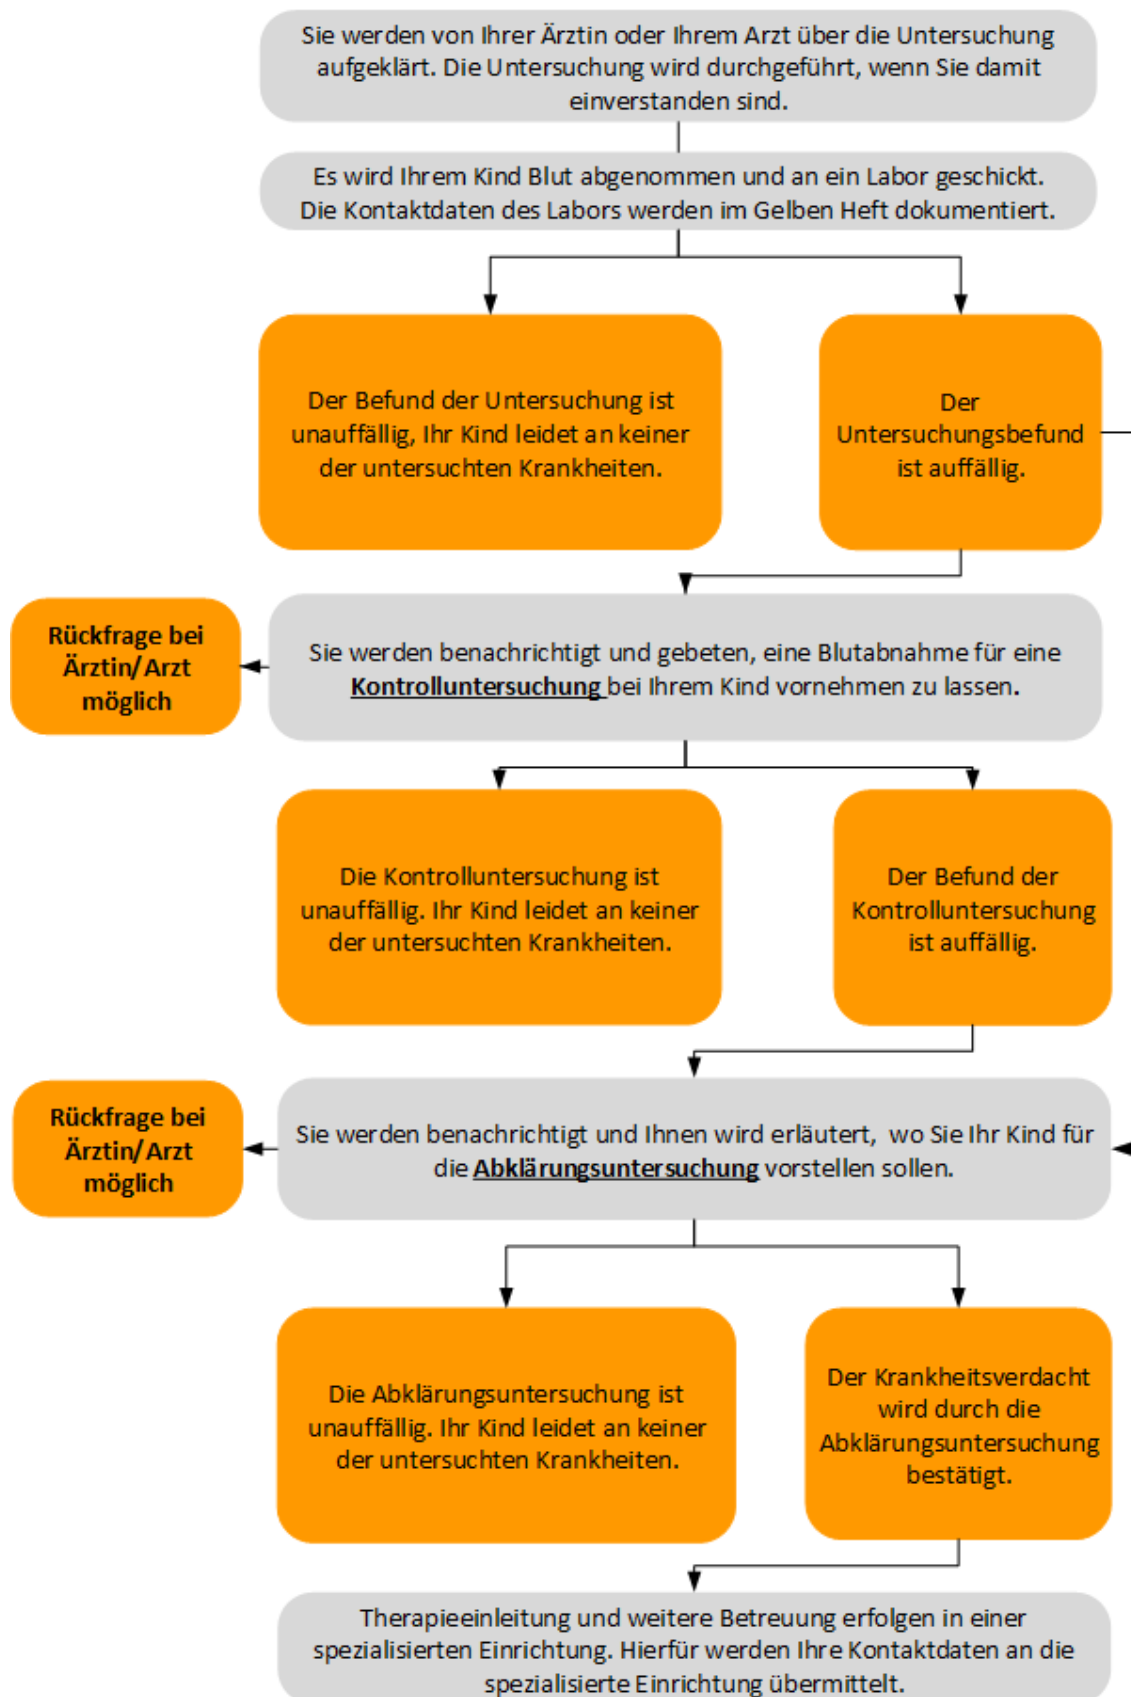 Sie werden von Ihrer Ärztin oder Ihrem Arzt über die Untersuchung
aufgeklärt. Die Untersuchung wird durchgeführt, wenn Sie damit
einverstanden sind.
Es wird Ihrem Kind Blut abgenommen und an ein Labor geschickt.
Die Kontaktdaten des Labors werden im Gelben Heft dokumentiert.
Der Befund der Untersuchung ist
unauffällig, Ihr Kind leidet an keiner
der untersuchten Krankheiten.
Der
Untersuchungsbefund
ist auffällig.
Rückfrage bei
Ärztin/Arzt
möglich
Sie werden benachrichtigt und gebeten, eine Blutabnahme für eine
Kontrolluntersuchung bei Ihrem Kind vornehmen zu lassen.
Die Kontrolluntersuchung ist
unauffällig. Ihr Kind leidet an keiner
der untersuchten Krankheiten.
Der Befund der
Kontrolluntersuchung
ist auffällig.
Rückfrage bei
Ärztin/Arzt
möglich
Sie werden benachrichtigt und Ihnen wird erläutert, wo Sie Ihr Kind für
die Abklärungsuntersuchung vorstellen sollen.
Die Abklärungsuntersuchung ist
unauffällig. Ihr Kind leidet an keiner
der untersuchten Krankheiten.
Der Krankheitsverdacht
wird durch die
Abklärungsuntersuchung
bestätigt.
Therapieeinleitung und weitere Betreuung erfolgen in einer
spezialisierten Einrichtung. Hierfür werden Ihre Kontaktdaten an die
spezialisierte Einrichtung übermittelt.